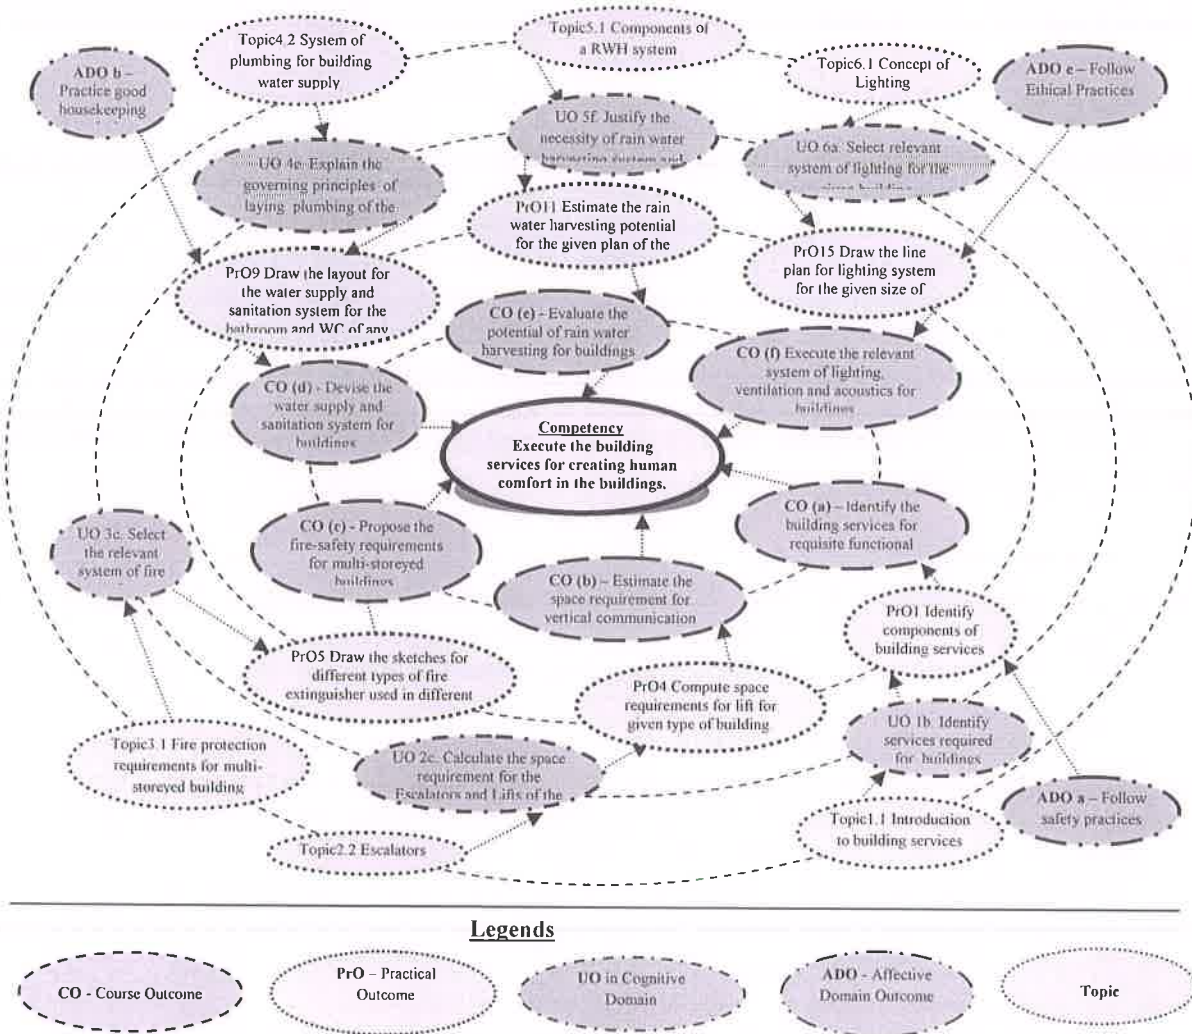 Topic4.2 System of
plumbing for building
water supply
Topic5.1 Components of
a RWH system
Topic6.1 Concept of
Lighting
ADO b –
Practice good
housekeeping
ADO e – Follow
Ethical Practices
UO 4e. Explain the
governing principles of
laying plumbing of the
UO 5f. Justify the
necessity of rain water
harvesting system and
UO 6a. Select relevant
system of lighting for the
given building
PrO11 Estimate the rain
water harvesting potential
for the given plan of the
PrO9 Draw the layout for
the water supply and
sanitation system for the
bathroom and WC of any
PrO15 Draw the line
plan for lighting system
for the given size of
CO (e) - Evaluate the
potential of rain water
harvesting for buildings
CO (d) - Devise the
water supply and
sanitation system for
buildings
CO (f) Execute the relevant
system of lighting,
ventilation and acoustics for
buildings
Competency
Execute the building
services for creating human
comfort in the buildings.
UO 3c. Select
the relevant
system of fire
CO (c) - Propose the
fire-safety requirements
for multi-storeyed
buildings
CO (a) – Identify the
building services for
requisite functional
CO (b) – Estimate the
space requirement for
vertical communication
PrO1 Identify
components of
building services
PrO5 Draw the sketches for
different types of fire
extinguisher used in different
PrO4 Compute space
requirements for lift for
given type of building
Topic3.1 Fire protection
requirements for multi-
storeyed building
UO 2c. Calculate the space
requirement for the
Escalators and Lifts of the
UO 1b. Identify
services required
for buildings
Topic2.2 Escalators
Topic1.1 Introduction
to building services
ADO a – Follow
safety practices
Legends
CO - Course Outcome
PrO – Practical
Outcome
UO in Cognitive
Domain
ADO - Affective
Domain Outcome
Topic